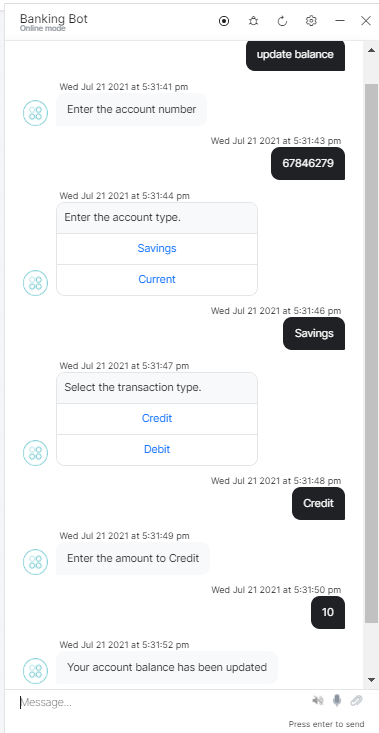 Banking Bot
Online mode
update balance
Wed Jul 21 2021 at 5:31:41 pm
Enter the account number
Wed Jul 21 2021 at 5:31:43 pm
67846279
Wed Jul 21 2021 at 5:31:44 pm
Enter the account type.
Savings
Current
Wed Jul 21 2021 at 5:31:46 pm
Savings
Wed Jul 21 2021 at 5:31:47 pm
Select the transaction type.
Credit
Debit
Wed Jul 21 2021 at 5:31:48 pm
Credit
Wed Jul 21 2021 at 5:31:49 pm
Enter the amount to Credit
Wed Jul 21 2021 at 5:31:50 pm
10
Wed Jul 21 2021 at 5:31:52 pm
Your account balance has been updated
Message...
Press enter to send